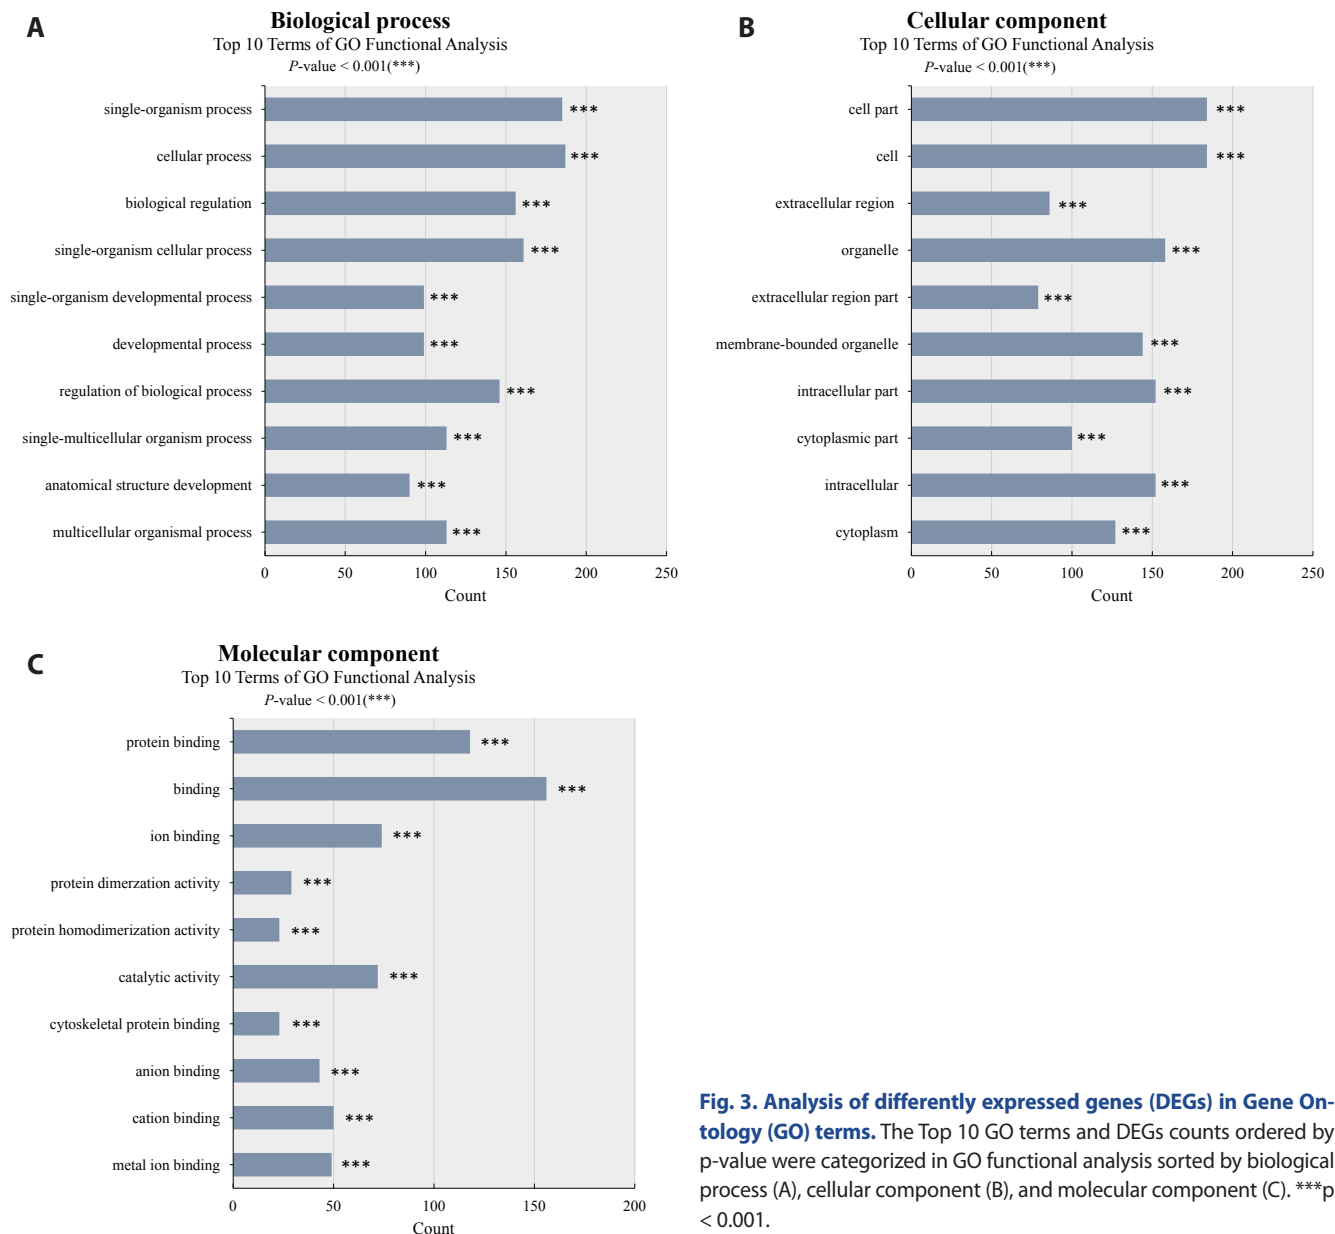 A
Biological process
Top 10 Terms of GO Functional Analysis
P-value < 0.001(***)
single-organism process ***
cellular process ***
biological regulation ***
single-organism cellular process ***
single-organism developmental process ***
developmental process ***
regulation of biological process ***
single-multicellular organism process ***
anatomical structure development ***
multicellular organismal process ***
0 50 100 150 200 250
Count
B
Cellular component
Top 10 Terms of GO Functional Analysis
P-value < 0.001(***)
cell part ***
cell ***
extracellular region ***
organelle ***
extracellular region part ***
membrane-bounded organelle ***
intracellular part ***
cytoplasmic part ***
intracellular ***
cytoplasm ***
0 50 100 150 200 250
Count
C
Molecular component
Top 10 Terms of GO Functional Analysis
P-value < 0.001(***)
protein binding ***
binding ***
ion binding ***
protein dimerzation activity ***
protein homodimerization activity ***
catalytic activity ***
cytoskeletal protein binding ***
anion binding ***
cation binding ***
metal ion binding ***
0 50 100 150 200
Count
Fig. 3. Analysis of differently expressed genes (DEGs) in Gene On-
tology (GO) terms. The Top 10 GO terms and DEGs counts ordered by
p-value were categorized in GO functional analysis sorted by biological
process (A), cellular component (B), and molecular component (C). ***p
< 0.001.